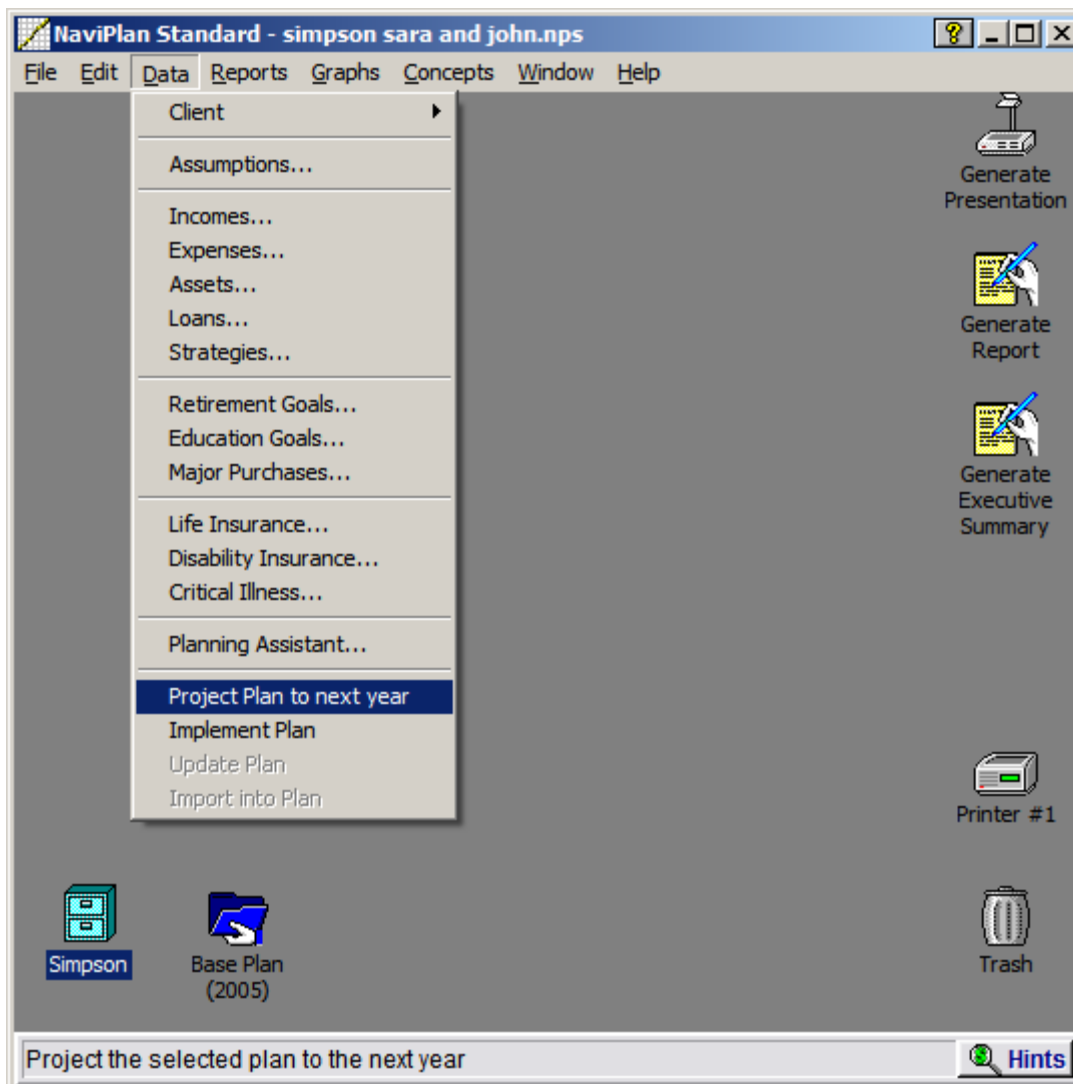 NaviPlan Standard - simpson sara and john.nps
File Edit Data Reports Graphs Concepts Window Help
Client
Assumptions...
Incomes...
Expenses...
Assets...
Loans...
Strategies...
Retirement Goals...
Education Goals...
Major Purchases...
Life Insurance...
Disability Insurance...
Critical Illness...
Planning Assistant...
Project Plan to next year
Implement Plan
Update Plan
Import into Plan
Generate
Presentation
Generate
Report
Generate
Executive
Summary
Printer #1
Simpson
Base Plan
(2005)
Trash
Project the selected plan to the next year
Hints